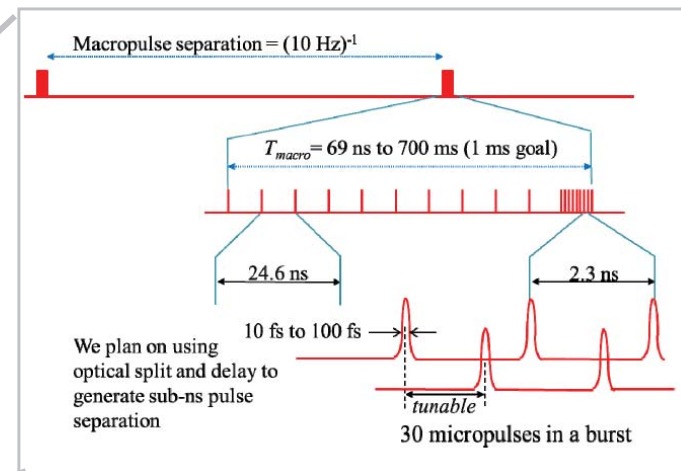 Macropulse separation = (10 Hz)-1
Tmacro= 69 ns to 700 ms (1 ms goal)
24.6 ns
2.3 ns
10 fs to 100 fs
We plan on using
optical split and delay to
generate sub-ns pulse
separation
tunable
30 micropulses in a burst